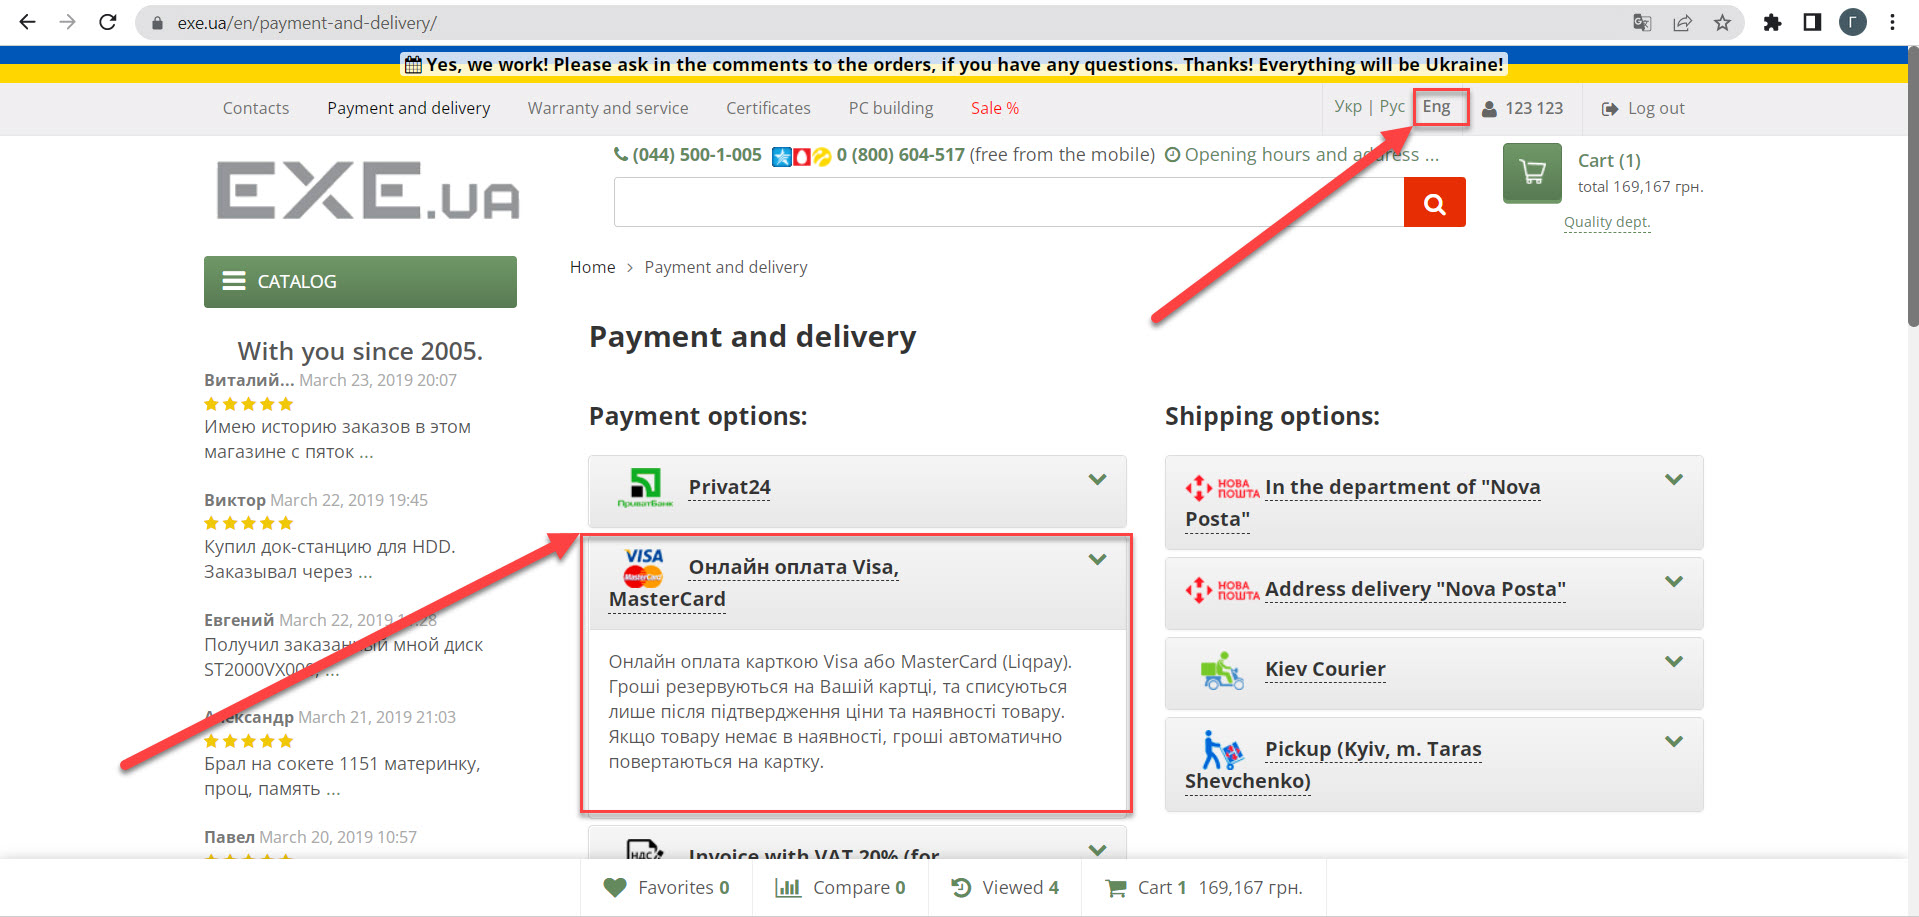 exe.ua/en/payment-and-delivery/
Г
Yes, we work! Please ask in the comments to the orders, if you have any questions. Thanks! Everything will be Ukraine!
Contacts Payment and delivery Warranty and service Certificates PC building Sale % Укр | Рус Eng 123 123 Log out
(044) 500-1-005 0 (800) 604-517 (free from the mobile) Opening hours and address ...
EXE.UA
Cart (1)
total 169,167 грн.
Quality dept.
CATALOG
Home > Payment and delivery
With you since 2005.
Виталий... March 23, 2019 20:07
Имею историю заказов в этом
магазине с пяток ...
Виктор March 22, 2019 19:45
Купил док-станцию для HDD.
Заказывал через ...
Евгений March 22, 2019 :28
Получил заказанный мной диск
...
Александр March 21, 2019 21:03
Брал на сокете 1151 материнку,
проц, память ...
Павел March 20, 2019 10:57
Payment and delivery
Payment options:
ПриватБанк
Privat24
VISA
MasterCard
Онлайн оплата Visa,
MasterCard
Онлайн оплата карткою Visa або MasterCard (Liqpay).
Гроші резервуються на Вашій картці, та списуються
лише після підтвердження ціни та наявності товару.
Якщо товару немає в наявності, гроші автоматично
повертаються на картку.
НДС
Invoice with VAT 20% (for
Shipping options:
НОВА
ПОШТА
In the department of "Nova
Posta"
НОВА
ПОШТА
Address delivery "Nova Posta"
Kiev Courier
Pickup (Kyiv, m. Taras
Shevchenko)
Favorites 0 Compare 0 Viewed 4 Cart 1 169,167 грн.